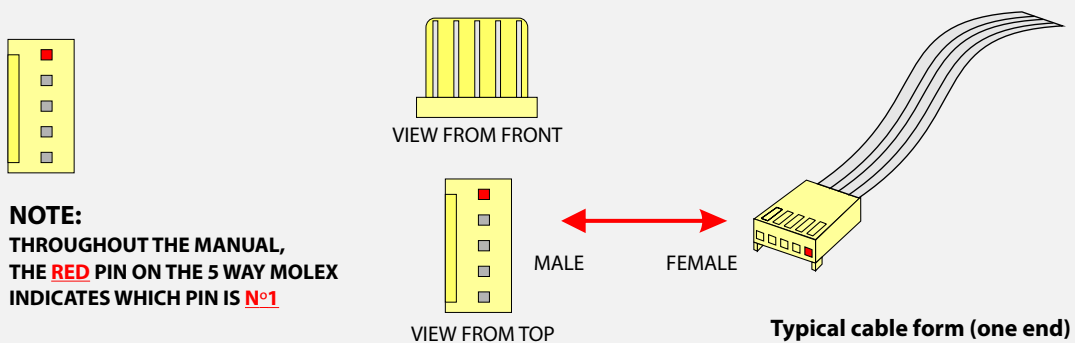 VIEW FROM FRONT
NOTE:
THROUGHOUT THE MANUAL,
THE RED PIN ON THE 5 WAY MOLEX
INDICATES WHICH PIN IS Nº1
MALE
FEMALE
VIEW FROM TOP
Typical cable form (one end)